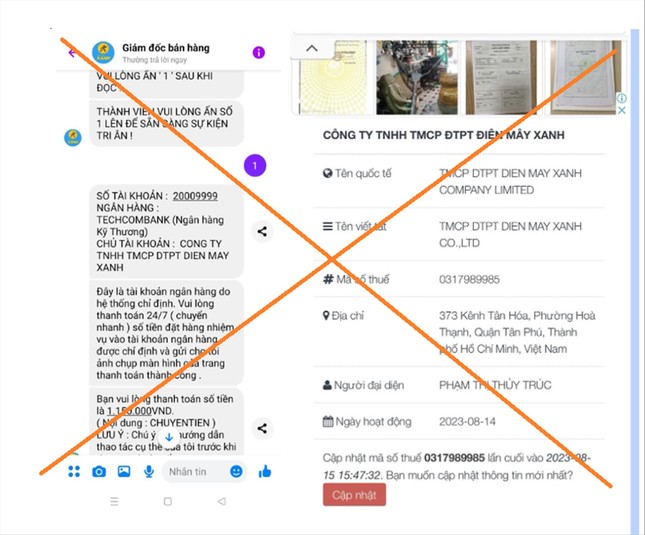 Giám đốc bán hàng
Thường trả lời ngay
VUI LÒNG ẤN ' 1 ' SAU KHI
ĐỌC
THÀNH VIÊN VUI LÒNG ẤN SỐ
1 LÊN ĐỂ SẴN SÀNG SỰ KIỆN
TRI ÂN !
1
SỐ TÀI KHOẢN : 20009999
NGÂN HÀNG :
TECHCOMBANK (Ngân hàng
Kỹ Thương)
CHỦ TÀI KHOẢN : CONG TY
TNHH TMCP DTPT DIEN MAY
XANH
Đây là tài khoản ngân hàng do
hệ thống chỉ định. Vui lòng
thanh toán 24/7 ( chuyển
nhanh ) số tiền đặt hàng nhiệm
vụ vào tài khoản ngân hàng
được chỉ định và gửi cho tôi
ảnh chụp màn hình của trang
thanh toán thành công .
Bạn vui lòng thanh toán số tiền
là 1.150.000VND.
( Nội dung : CHUYENTIEN )
LƯU Ý : Chú ý hướng dẫn
thao tác cụ thể của tôi trước khi
Nhắn tin
CÔNG TY TNHH TMCP ĐTPT ĐIỆN MÂY XANH
Tên quốc tế
TMCP DTPT DIEN MAY XANH
COMPANY LIMITED
Tên viết tắt
TMCP DTPT DIEN MAY XANH
CO.,LTD
Mã số thuế
0317989985
Địa chỉ
373 Kênh Tân Hóa, Phường Hoà
Thạnh, Quận Tân Phú, Thành
phố Hồ Chí Minh, Việt Nam
Người đại diện
PHẠM THỊ THỦY TRÚC
Ngày hoạt động
2023-08-14
Cập nhật mã số thuế 0317989985 lần cuối vào 2023-08-
15 15:47:32. Bạn muốn cập nhật thông tin mới nhất?
Cập nhật